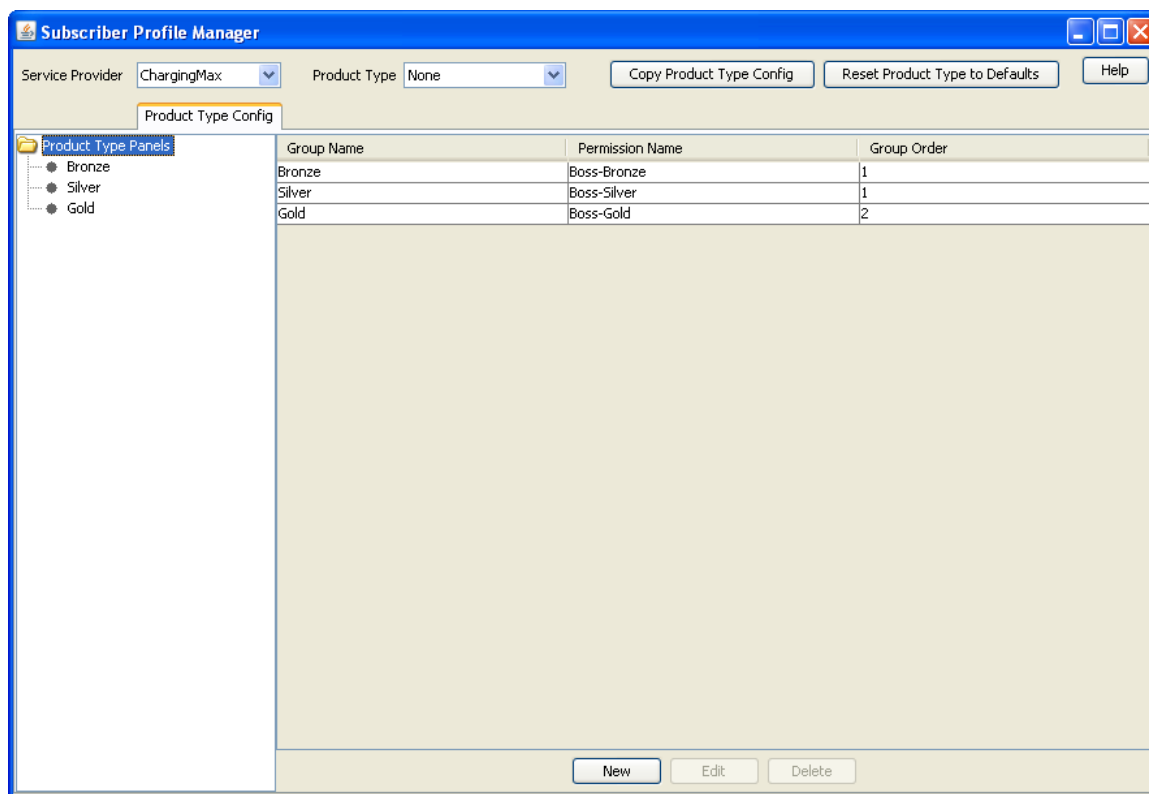 Subscriber Profile Manager
Service Provider ChargingMax Product Type None Copy Product Type Config Reset Product Type to Defaults Help
Product Type Config
Product Type Panels
Bronze
Silver
Gold
Group Name Permission Name Group Order
Bronze Boss-Bronze 1
Silver Boss-Silver 1
Gold Boss-Gold 2
New Edit Delete